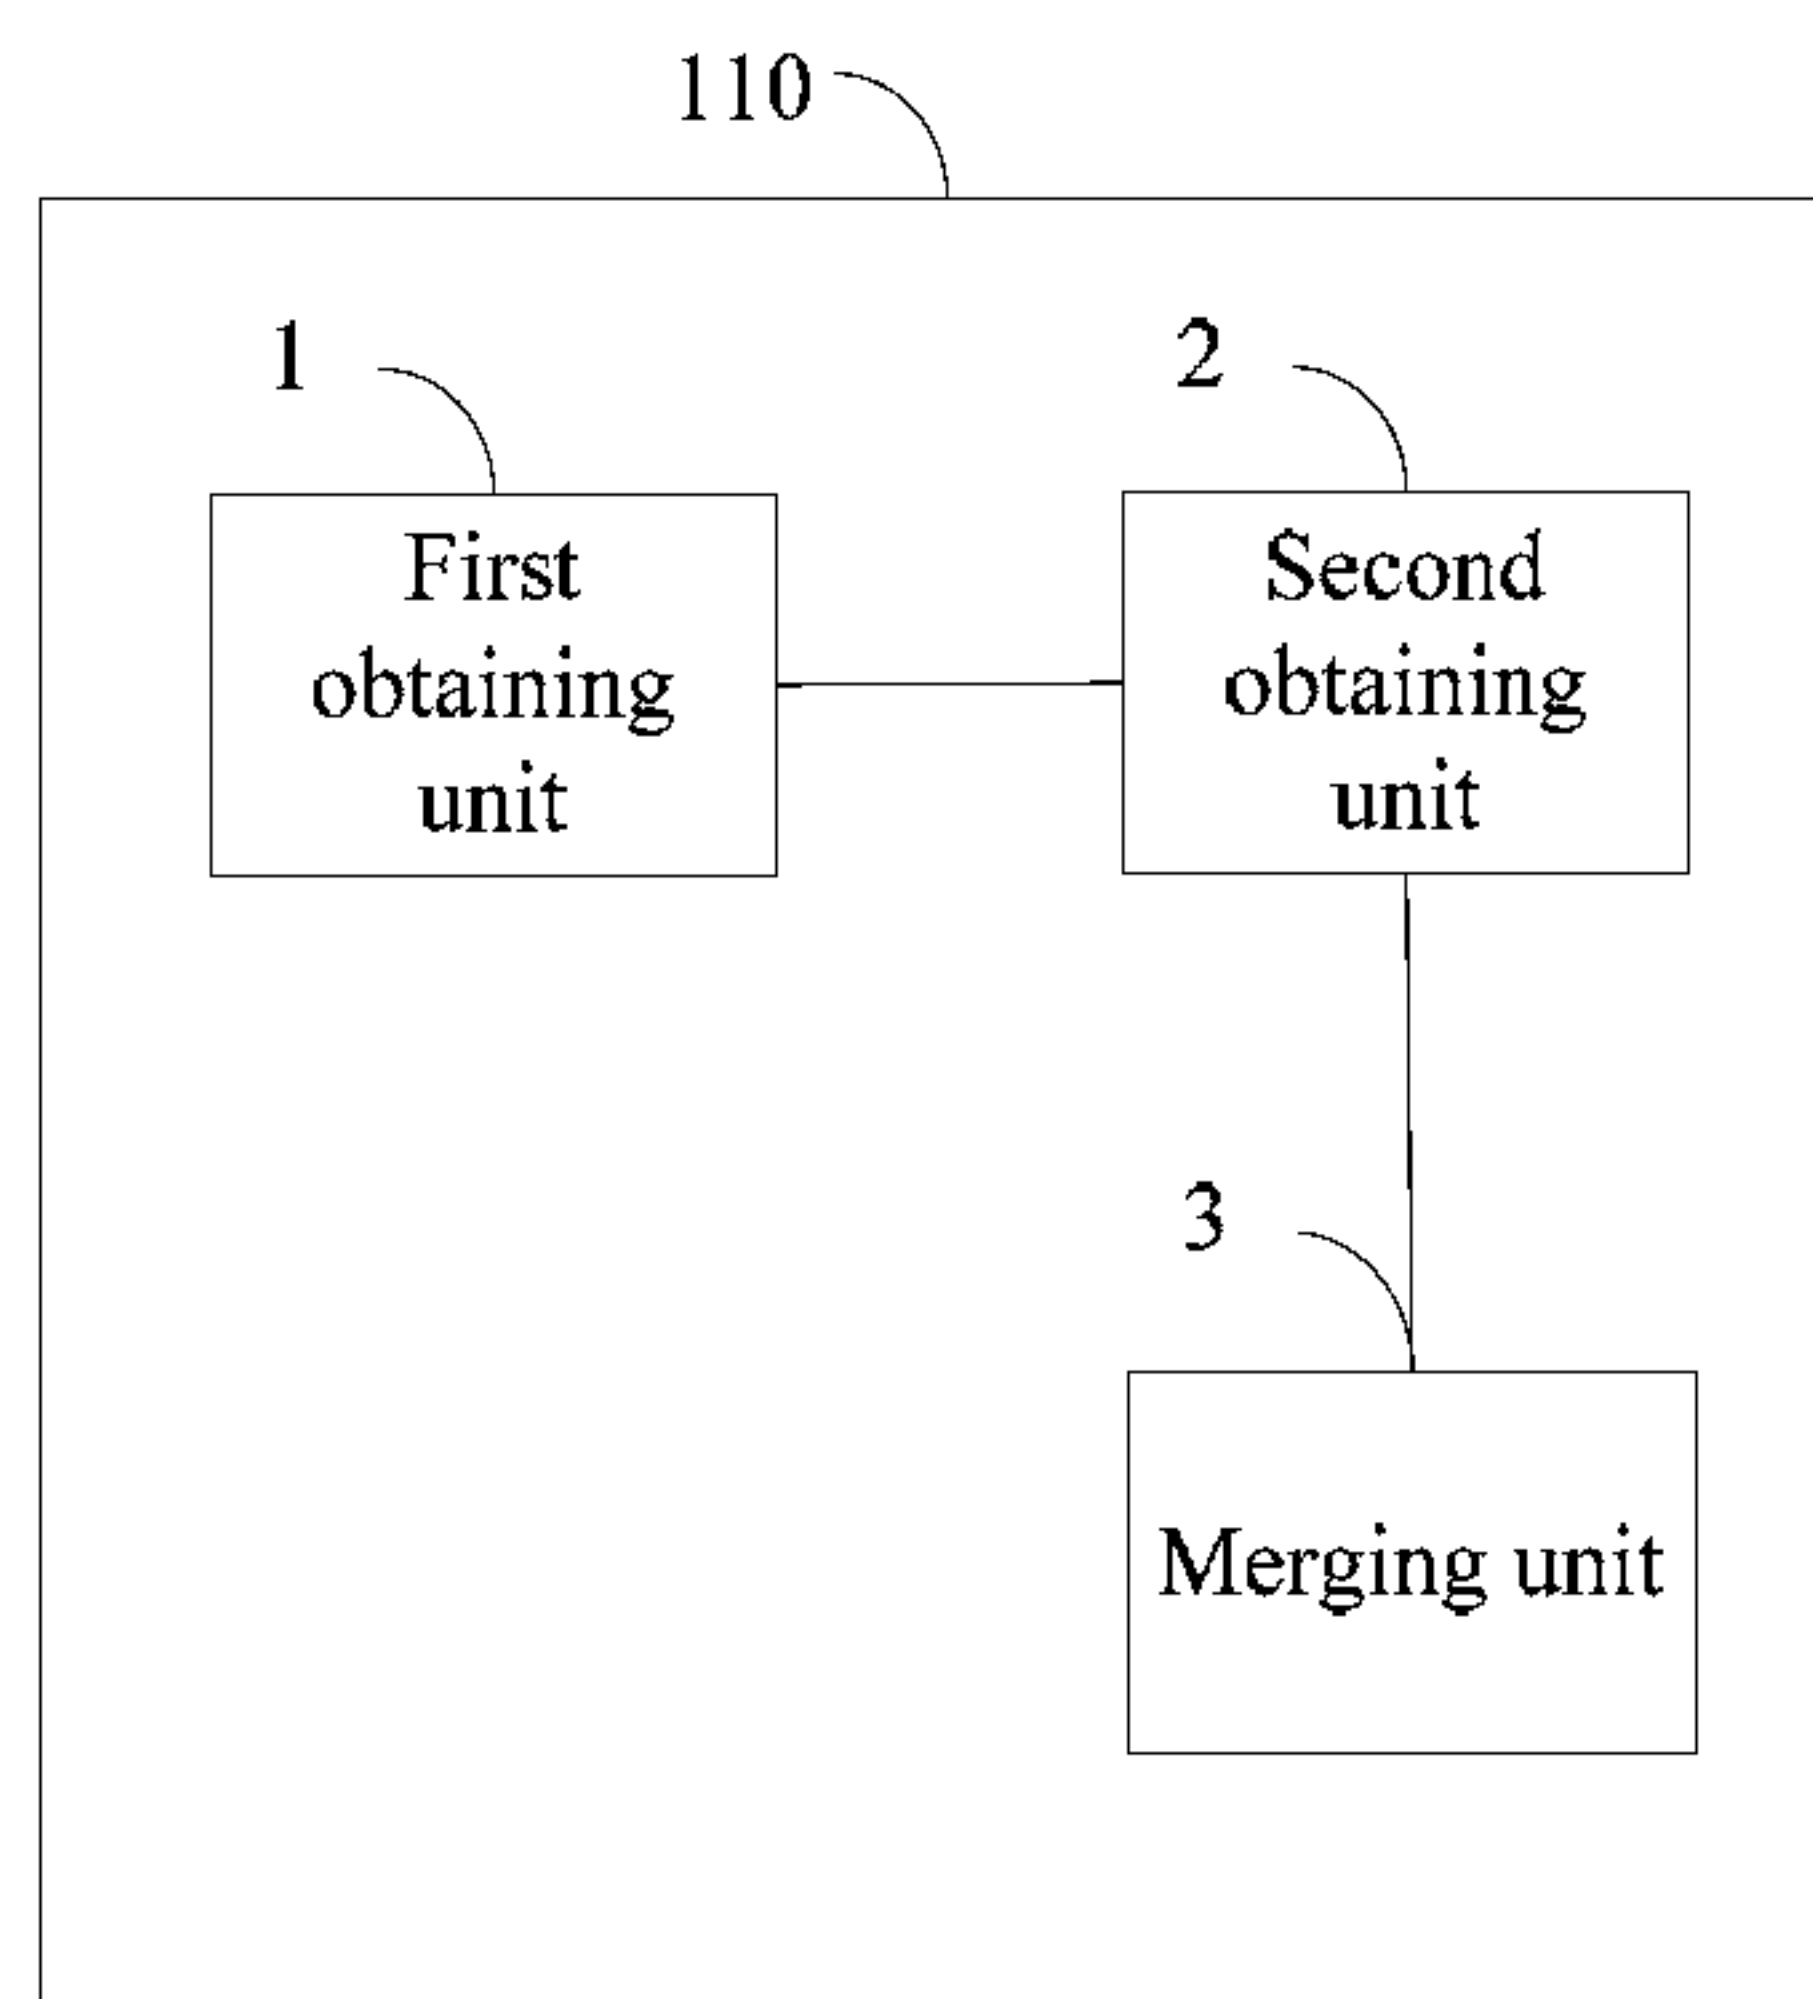 110
1
First
obtaining
unit
2
Second
obtaining
unit
3
Merging unit